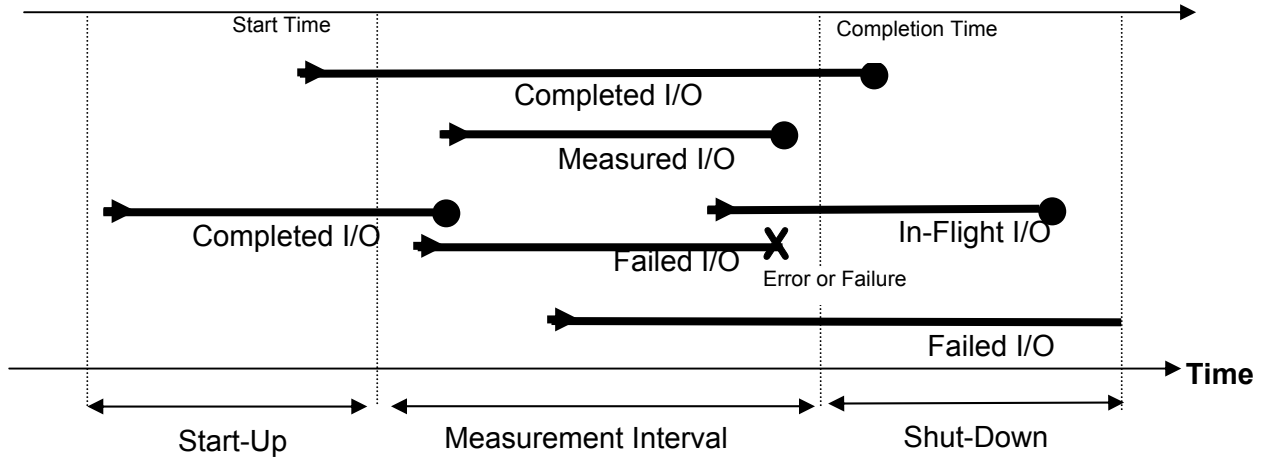 Start Time
Completion Time
Completed I/O
Measured I/O
Completed I/O
In-Flight I/O
Failed I/O
Error or Failure
Failed I/O
Time
Start-Up
Measurement Interval
Shut-Down